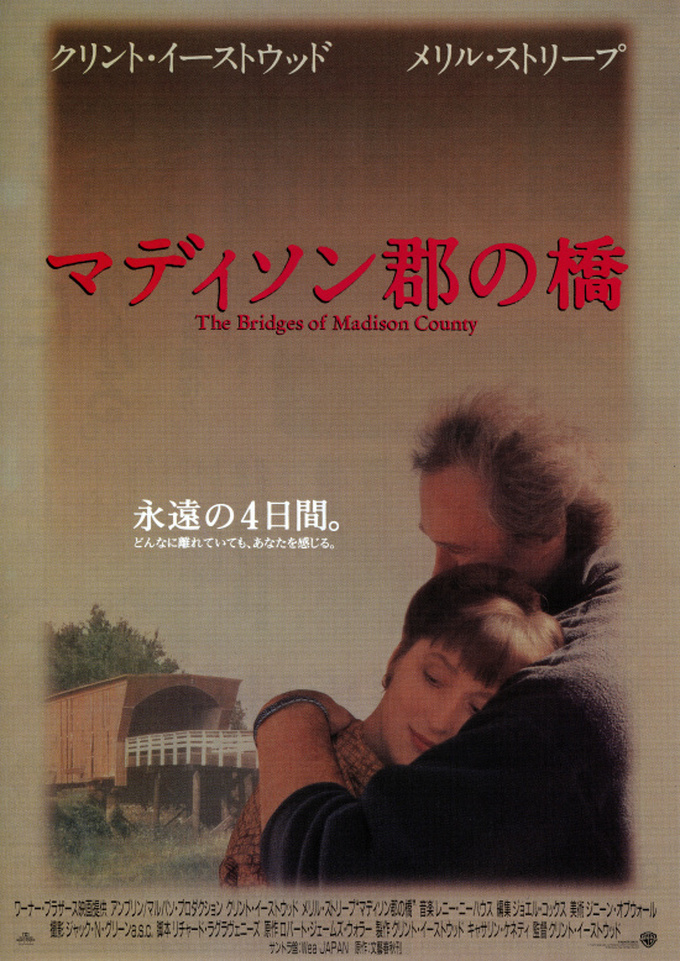 クリント・イーストウッド メリル・ストリープ
マディソン郡の橋
The Bridges of Madison County
永遠の4日間。
どんなに離れていても、あなたを感じる。
ワーナー・ブラザース映画提供 アンブリン/マルパソ・プロダクション クリント・イーストウッド メリル・ストリープ "マディソン郡の橋" 音楽 レニー・ニーハウス 編集 ジョエル・コックス 美術 ジニーン・オプウォール
撮影 ジャック・N・グリーンa.s.c. 脚本 リチャード・ラグラヴェニーズ 原作 ロバート・ジェームズ・ウォラー 製作 クリント・イーストウッド キャサリン・ケネディ 監督 クリント・イーストウッド
サントラ盤:Wea JAPAN 原作:文藝春秋刊